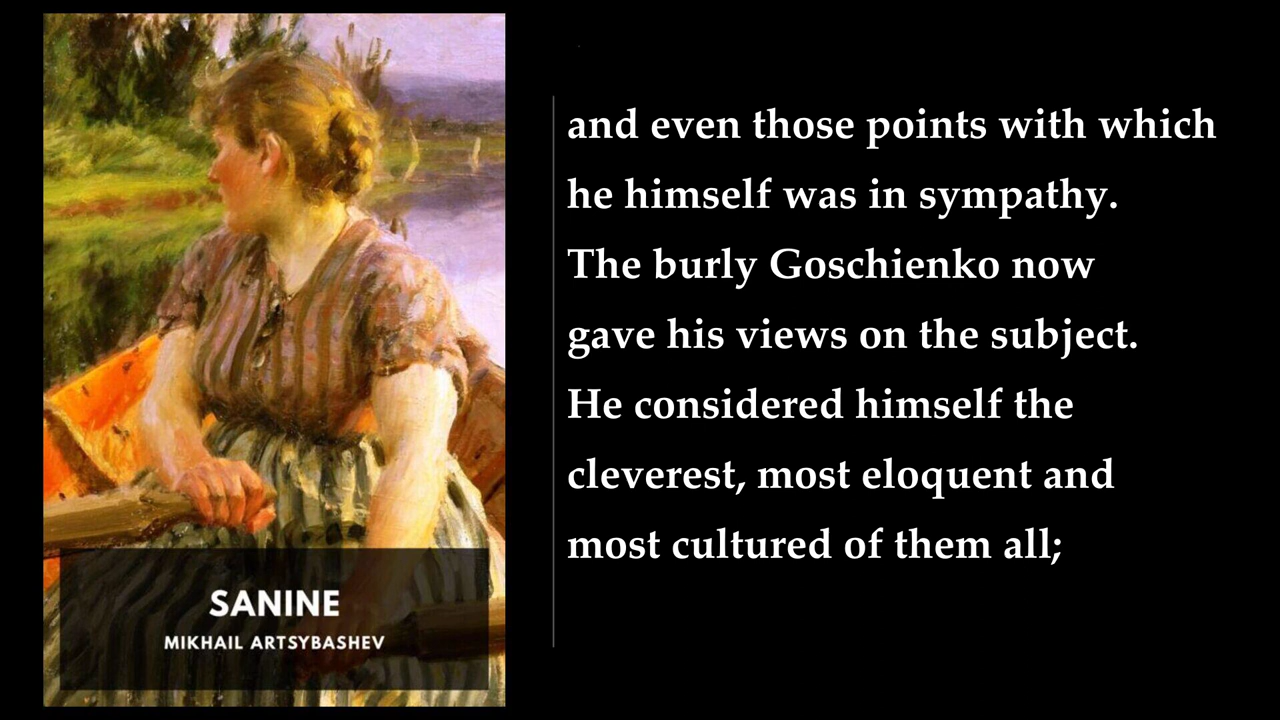 and even those points with which
he himself was in sympathy.
The burly Goschienko now
gave his views on the subject.
He considered himself the
cleverest, most eloquent and
most cultured of them all;
SANINE
MIKHAIL ARTSYBASHEV